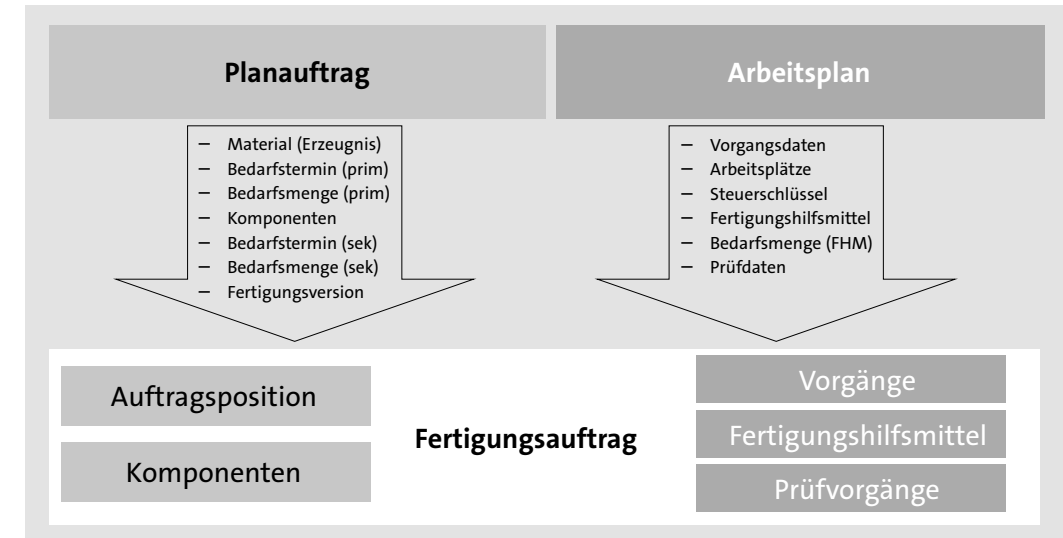 Planauftrag
Arbeitsplan
– Material (Erzeugnis)
– Bedarfstermin (prim)
– Bedarfsmenge (prim)
– Komponenten
– Bedarfstermin (sek)
– Bedarfsmenge (sek)
– Fertigungsversion
– Vorgangsdaten
– Arbeitsplätze
– Steuerschlüssel
– Fertigungshilfsmittel
– Bedarfsmenge (FHM)
– Prüfdaten
Auftragsposition
Komponenten
Fertigungsauftrag
Vorgänge
Fertigungshilfsmittel
Prüfvorgänge